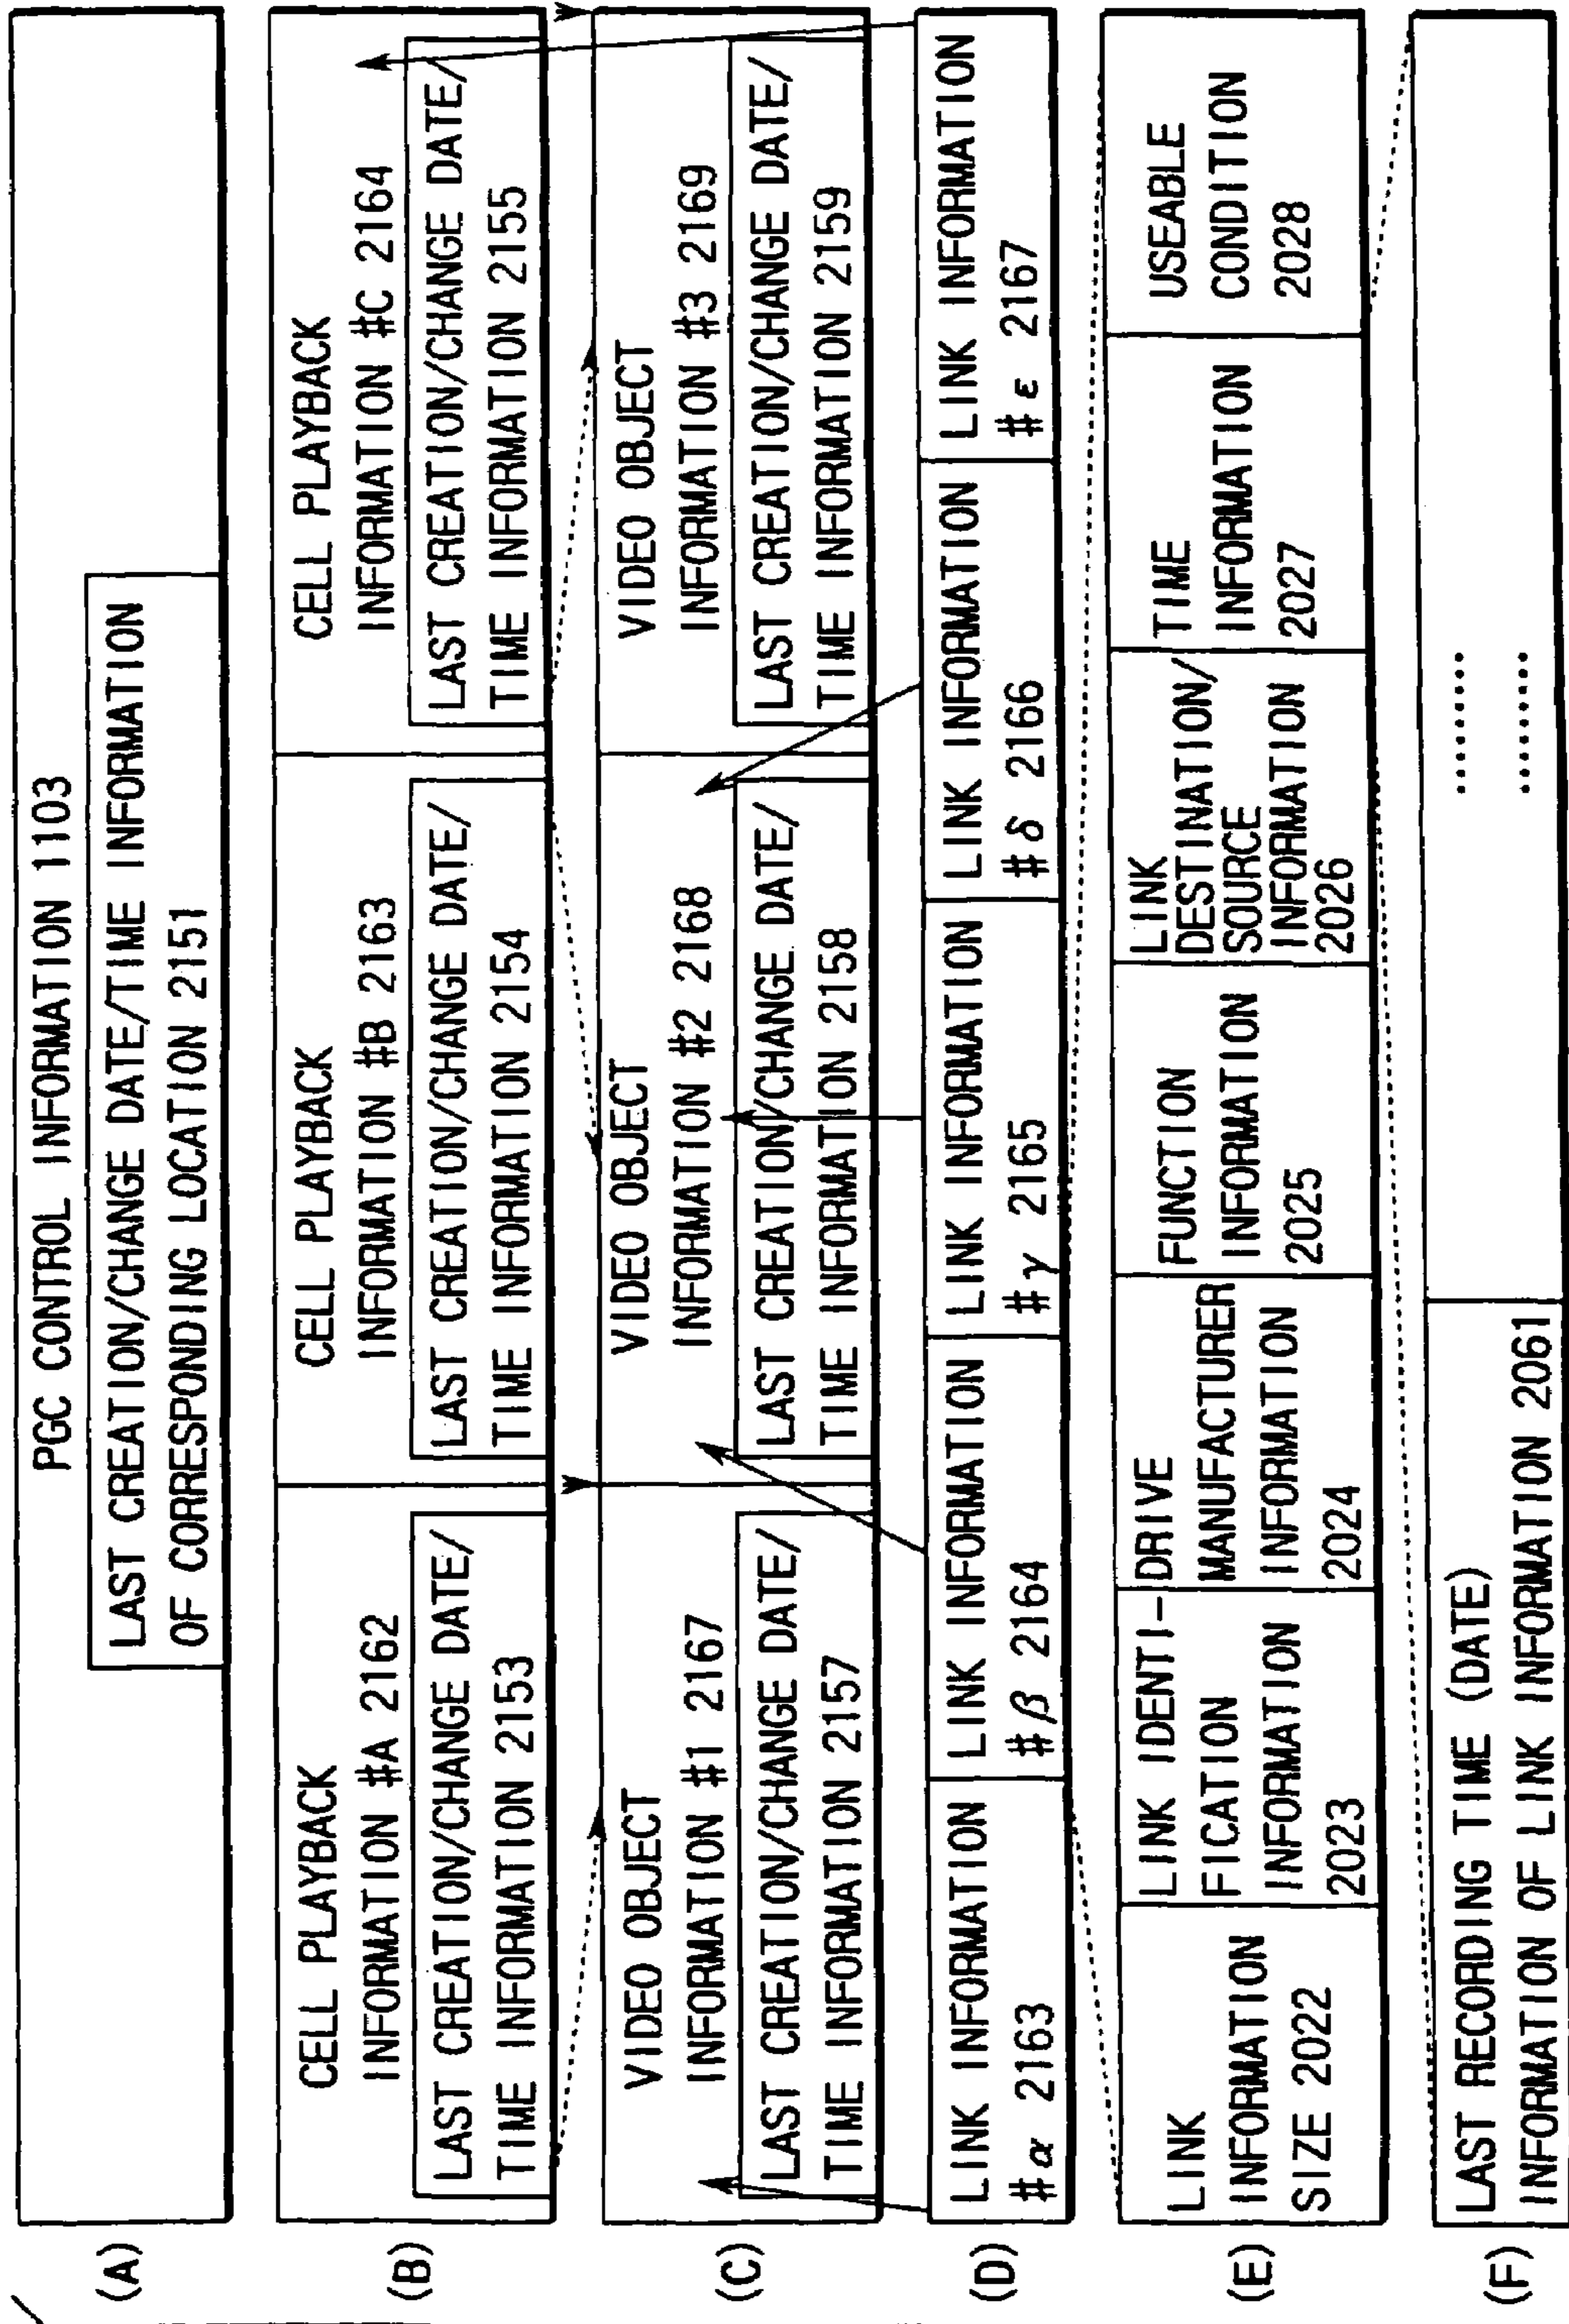 (A)
PGC CONTROL INFORMATION 1103
LAST CREATION/CHANGE DATE/TIME INFORMATION
OF CORRESPONDING LOCATION 2151
(B)
CELL PLAYBACK
INFORMATION #A 2162
LAST CREATION/CHANGE DATE/
TIME INFORMATION 2153
CELL PLAYBACK
INFORMATION #B 2163
LAST CREATION/CHANGE DATE/
TIME INFORMATION 2154
CELL PLAYBACK
INFORMATION #C 2164
LAST CREATION/CHANGE DATE/
TIME INFORMATION 2155
(C)
VIDEO OBJECT
INFORMATION #1 2167
LAST CREATION/CHANGE DATE/
TIME INFORMATION 2157
VIDEO OBJECT
INFORMATION #2 2168
LAST CREATION/CHANGE DATE/
TIME INFORMATION 2158
VIDEO OBJECT
INFORMATION #3 2169
LAST CREATION/CHANGE DATE/
TIME INFORMATION 2159
(D)
LINK INFORMATION
#α 2163
LINK INFORMATION
#β 2164
LINK INFORMATION
#γ 2165
LINK INFORMATION
#δ 2166
LINK INFORMATION
#ε 2167
(E)
LINK
INFORMATION
SIZE 2022
LINK IDENTI-
FICATION
INFORMATION
2023
DRIVE
MANUFACTURER
INFORMATION
2024
FUNCTION
INFORMATION
2025
LINK
DESTINATION/
SOURCE
INFORMATION
2026
TIME
INFORMATION
2027
USEABLE
CONDITION
2028
(F)
LAST RECORDING TIME (DATE)
INFORMATION OF LINK INFORMATION 2061
.........
.........